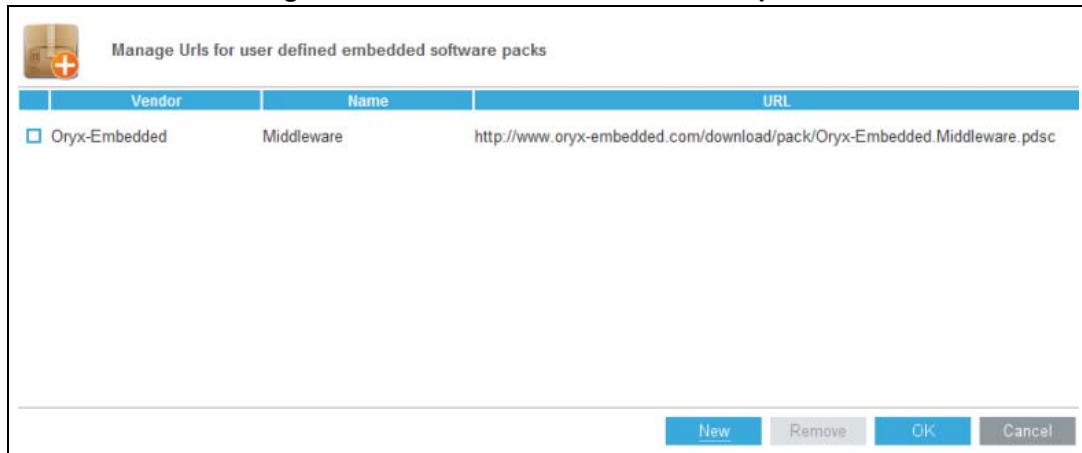 Manage Urls for user defined embedded software packs
Vendor Name URL
Oryx-Embedded Middleware http://www.oryx-embedded.com/download/pack/Oryx-Embedded.Middleware.pdsc
New Remove OK Cancel